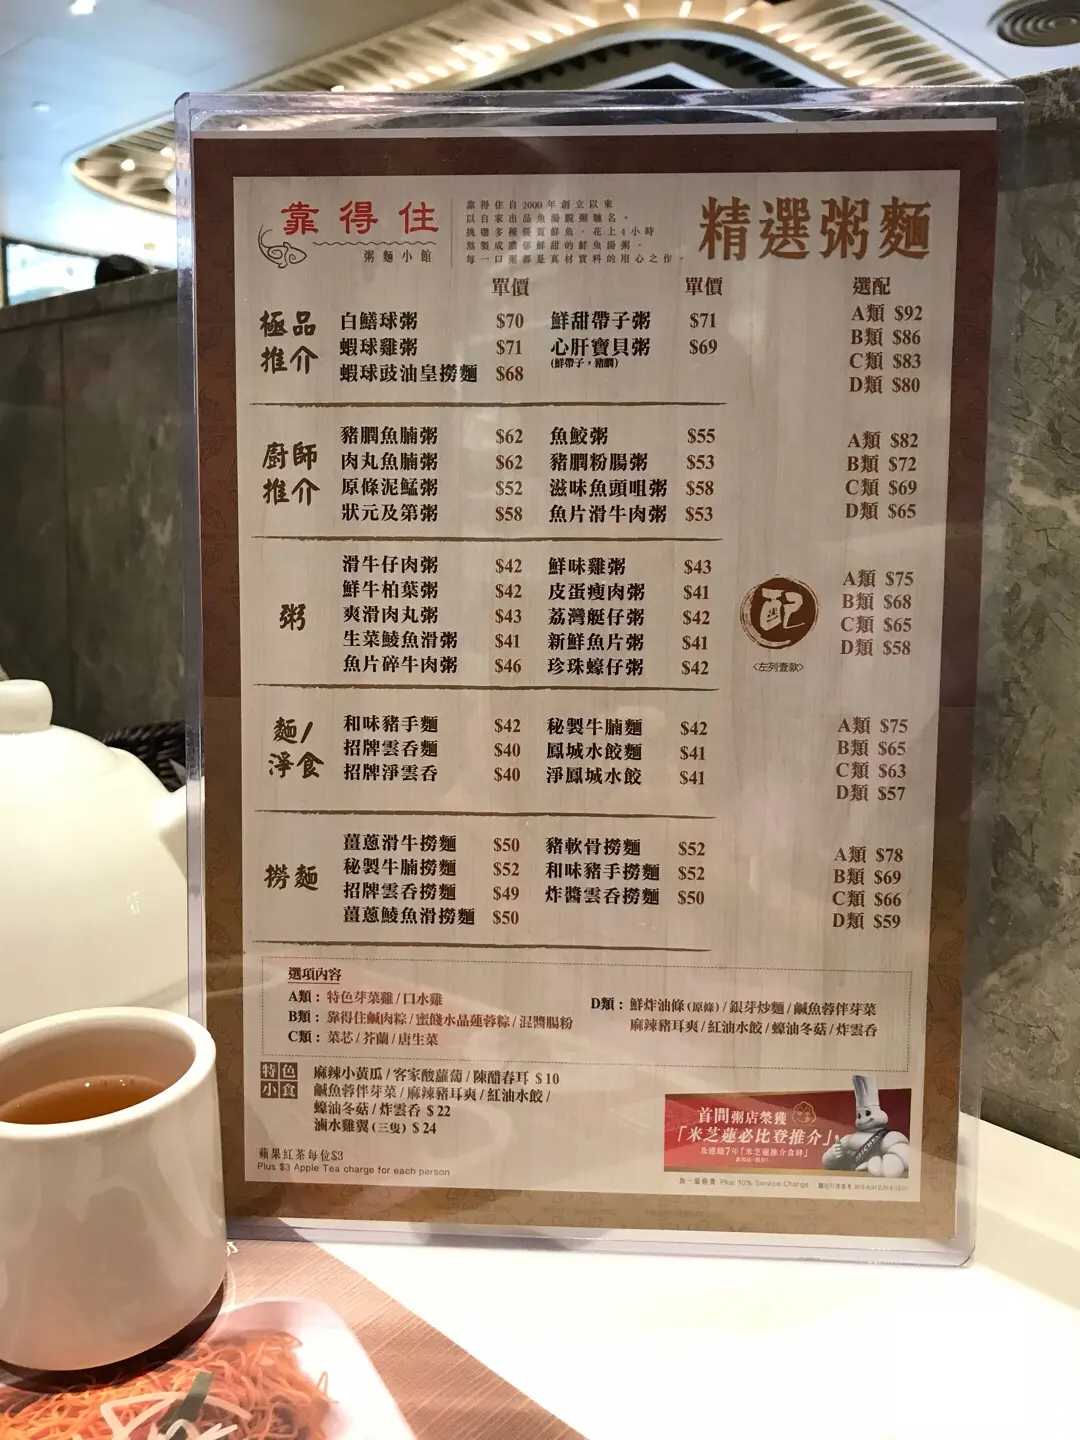 靠得住
粥麵小館
靠得住自2000年創立以來
以自家出品魚湯靚粥馳名。
挑選多種優質鮮魚，花上4小時
熬製成濃郁鮮甜的鮮魚湯粥，
每一口粥都是真材實料的用心之作。
精選粥麵
單價 單價 選配
極品推介
白鱔球粥 $70 鮮甜帶子粥 $71
蝦球雞粥 $71 心肝寶貝粥 $69
(鮮帶子，豬膶)
蝦球豉油皇撈麵 $68
A類 $92
B類 $86
C類 $83
D類 $80
廚師推介
豬膶魚腩粥 $62 魚鮫粥 $55
肉丸魚腩粥 $62 豬膶粉腸粥 $53
原條泥鯭粥 $52 滋味魚頭咀粥 $58
狀元及第粥 $58 魚片滑牛肉粥 $53
A類 $82
B類 $72
C類 $69
D類 $65
粥
滑牛仔肉粥 $42 鮮味雞粥 $43
鮮牛柏葉粥 $42 皮蛋瘦肉粥 $41
爽滑肉丸粥 $43 荔灣艇仔粥 $42
生菜鯪魚滑粥 $41 新鮮魚片粥 $41
魚片碎牛肉粥 $46 珍珠蠔仔粥 $42
配
<左列壹款>
A類 $75
B類 $68
C類 $65
D類 $58
麵/淨食
和味豬手麵 $42 秘製牛腩麵 $42
招牌雲吞麵 $40 鳳城水餃麵 $41
招牌淨雲吞 $40 淨鳳城水餃 $41
A類 $75
B類 $65
C類 $63
D類 $57
撈麵
薑蔥滑牛撈麵 $50 豬軟骨撈麵 $52
秘製牛腩撈麵 $52 和味豬手撈麵 $52
招牌雲吞撈麵 $49 炸醬雲吞撈麵 $50
薑蔥鯪魚滑撈麵 $50
A類 $78
B類 $69
C類 $66
D類 $59
選項內容
A類：特色芽菜雞/口水雞
B類：靠得住鹹肉粽/蜜餞水晶蓮蓉粽/混醬腸粉
C類：菜芯/芥蘭/唐生菜
D類：鮮炸油條(原條)/銀芽炒麵/鹹魚蓉伴芽菜
麻辣豬耳爽/紅油水餃/蠔油冬菇/炸雲吞
特色小食
麻辣小黃瓜/客家酸蘿蔔/陳醋春耳 $10
鹹魚蓉伴芽菜/麻辣豬耳爽/紅油水餃/
蠔油冬菇/炸雲吞 $22
滷水雞翼(三隻) $24
蘋果紅茶每位$3
Plus $3 Apple Tea charge for each person
首間粥店榮獲
「米芝蓮必比登推介」
及連續7年「米芝蓮推介食肆」
MICHELIN
加一服務費 Plus 10% Service Charge